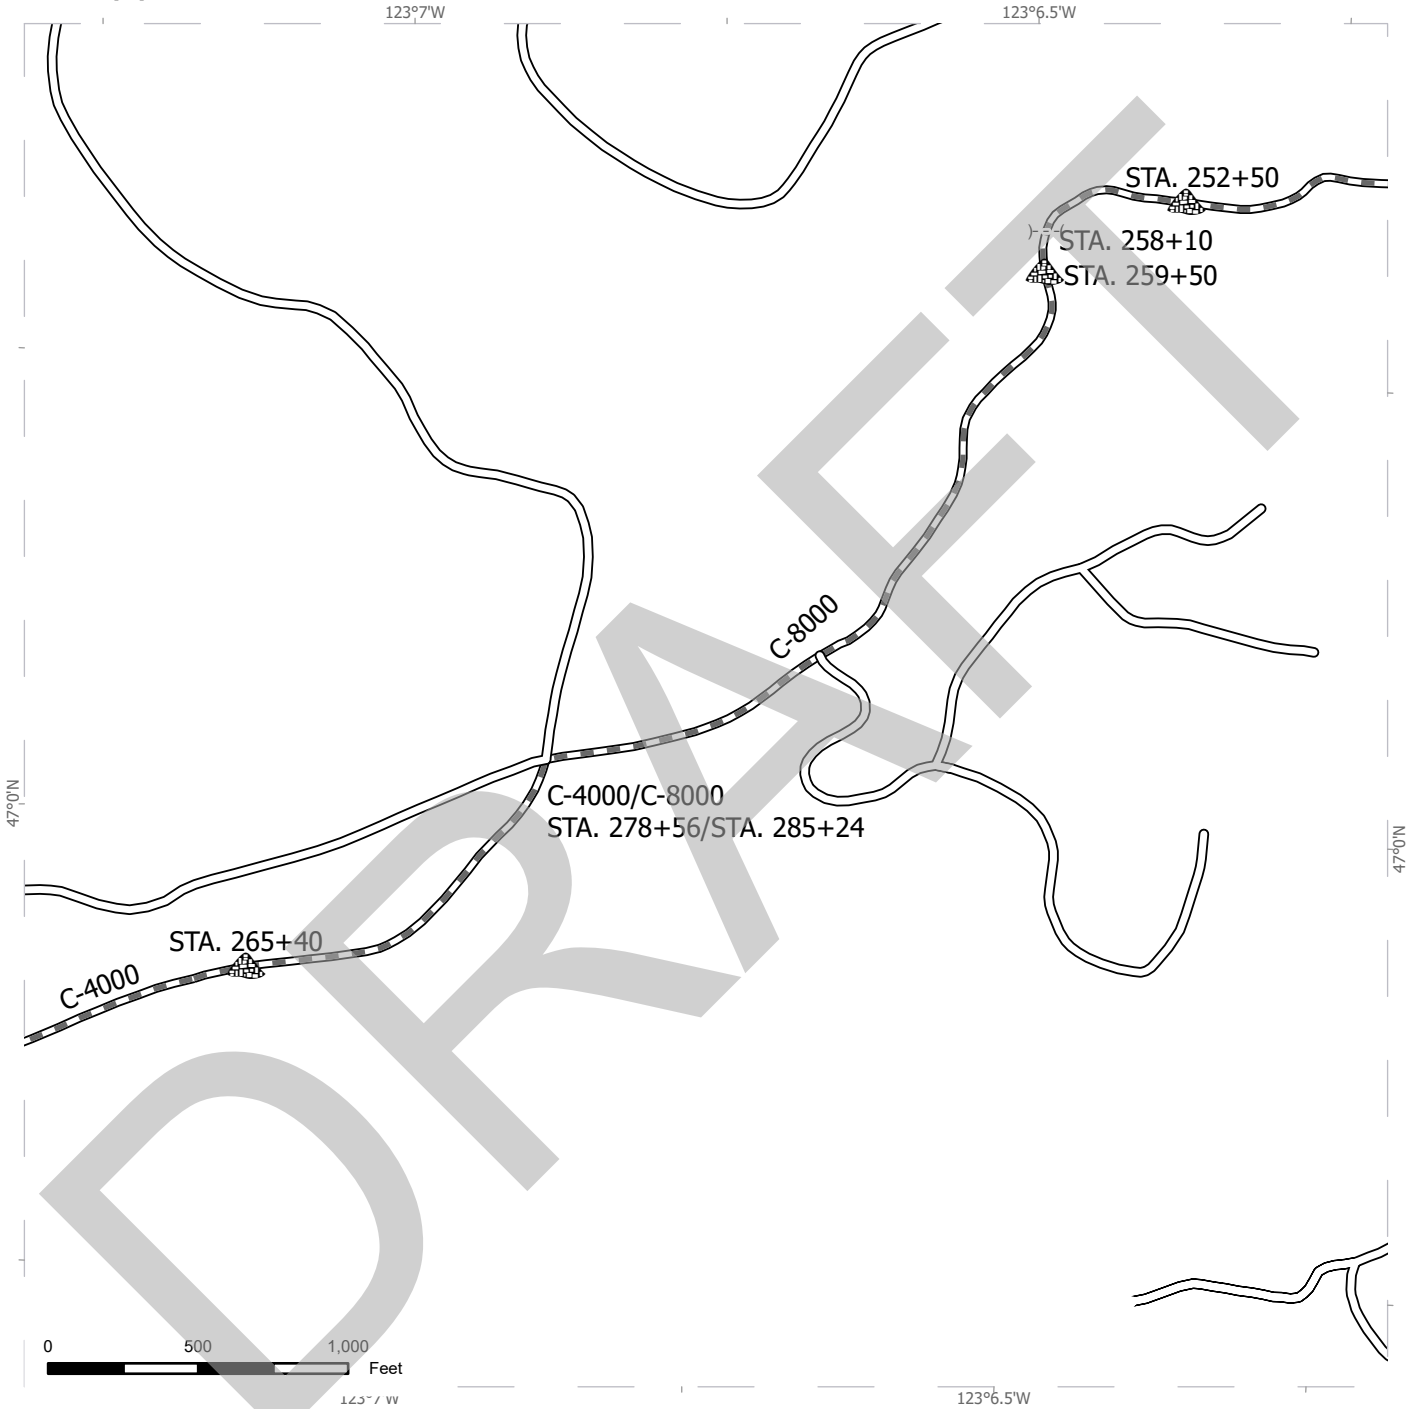 123°7'W
123°6.5'W
STA. 252+50
STA. 258+10
STA. 259+50
C-8000
C-4000/C-8000
STA. 278+56/STA. 285+24
47°0'N
47°0'N
STA. 265+40
C-4000
DRAFT
0 500 1,000
Feet
123°7'W
123°6.5'W